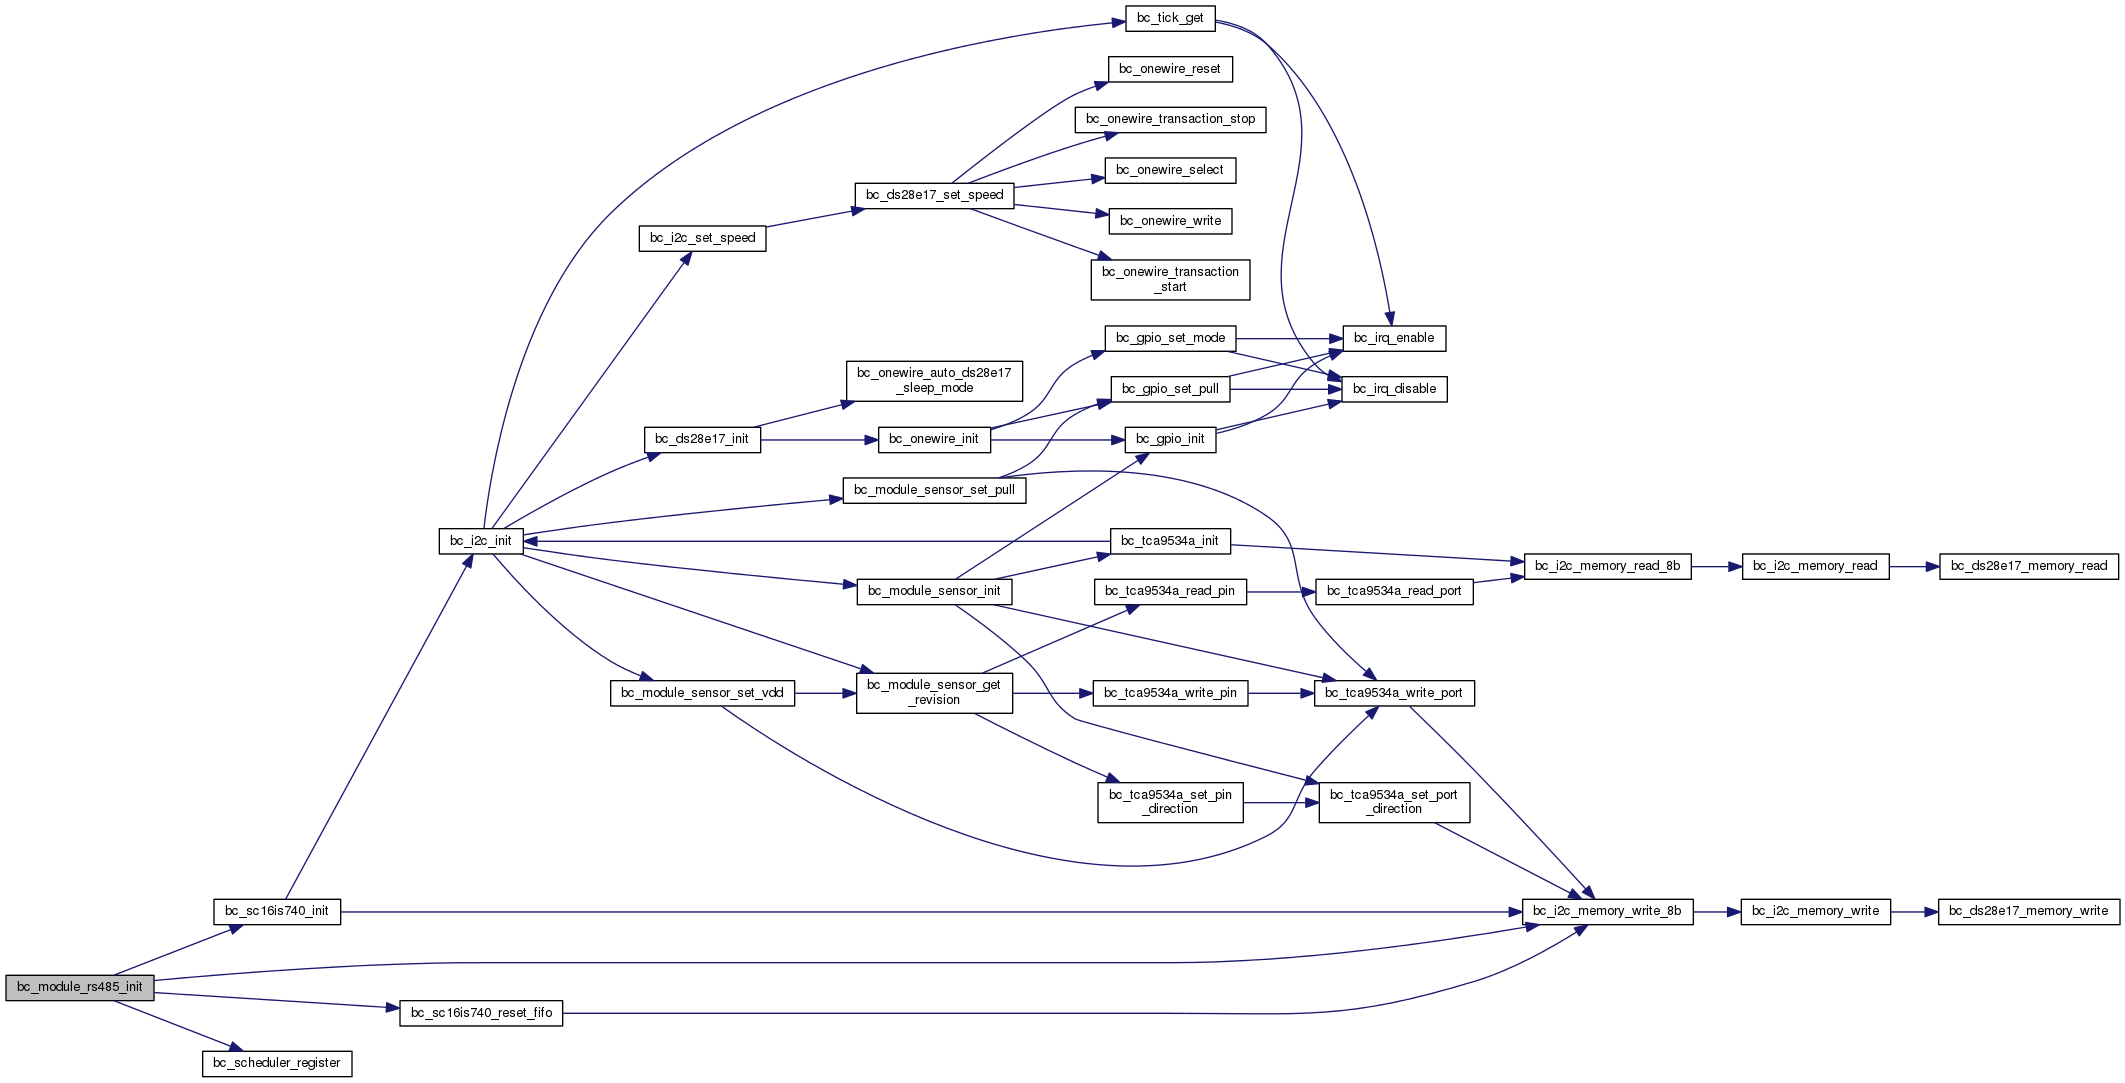 bc_tick_get
bc_onewire_reset
bc_onewire_transaction_stop
bc_onewire_select
bc_ds28e17_set_speed
bc_onewire_write
bc_i2c_set_speed
bc_onewire_transaction
_start
bc_gpio_set_mode
bc_irq_enable
bc_onewire_auto_ds28e17
_sleep_mode
bc_gpio_set_pull
bc_irq_disable
bc_ds28e17_init
bc_onewire_init
bc_gpio_init
bc_module_sensor_set_pull
bc_i2c_init
bc_tca9534a_init
bc_i2c_memory_read_8b
bc_i2c_memory_read
bc_ds28e17_memory_read
bc_module_sensor_init
bc_tca9534a_read_pin
bc_tca9534a_read_port
bc_module_sensor_set_vdd
bc_module_sensor_get
_revision
bc_tca9534a_write_pin
bc_tca9534a_write_port
bc_tca9534a_set_pin
_direction
bc_tca9534a_set_port
_direction
bc_sc16is740_init
bc_i2c_memory_write_8b
bc_i2c_memory_write
bc_ds28e17_memory_write
bc_module_rs485_init
bc_sc16is740_reset_fifo
bc_scheduler_register